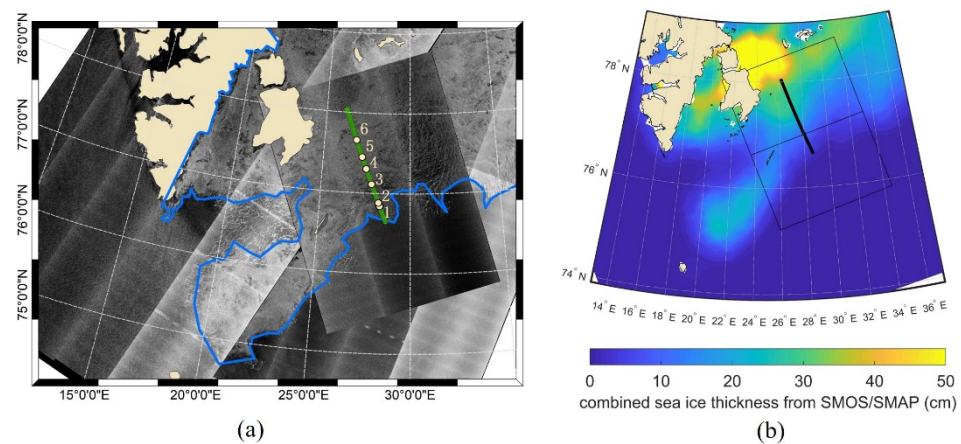 78°0'0"N
77°0'0"N
76°0'0"N
75°0'0"N
6
5
4
3
2
1
15°0'0"E 20°0'0"E 25°0'0"E 30°0'0"E
(a)
78°N
76°N
74°N
14°E 16°E 18°E 20°E 22°E 24°E 26°E 28°E 30°E 32°E 34°E 36°E
0 10 20 30 40 50
combined sea ice thickness from SMOS/SMAP (cm)
(b)